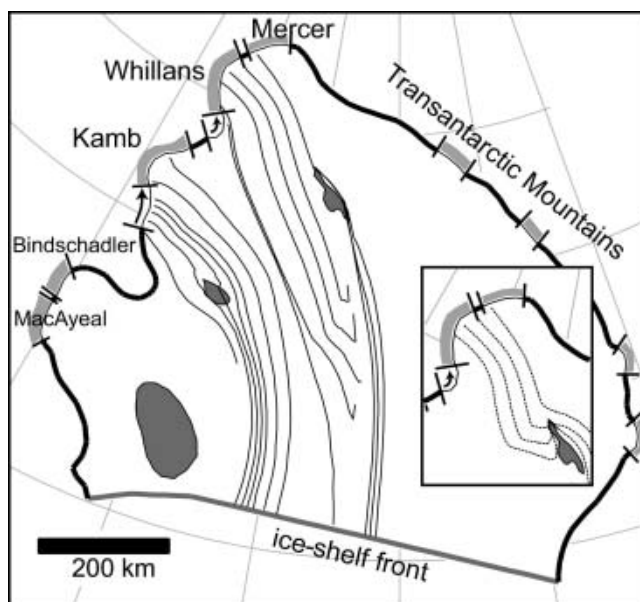 Mercer
Whillans
Kamb
Transantarctic Mountains
Bindschadler
MacAyeal
ice-shelf front
200 km